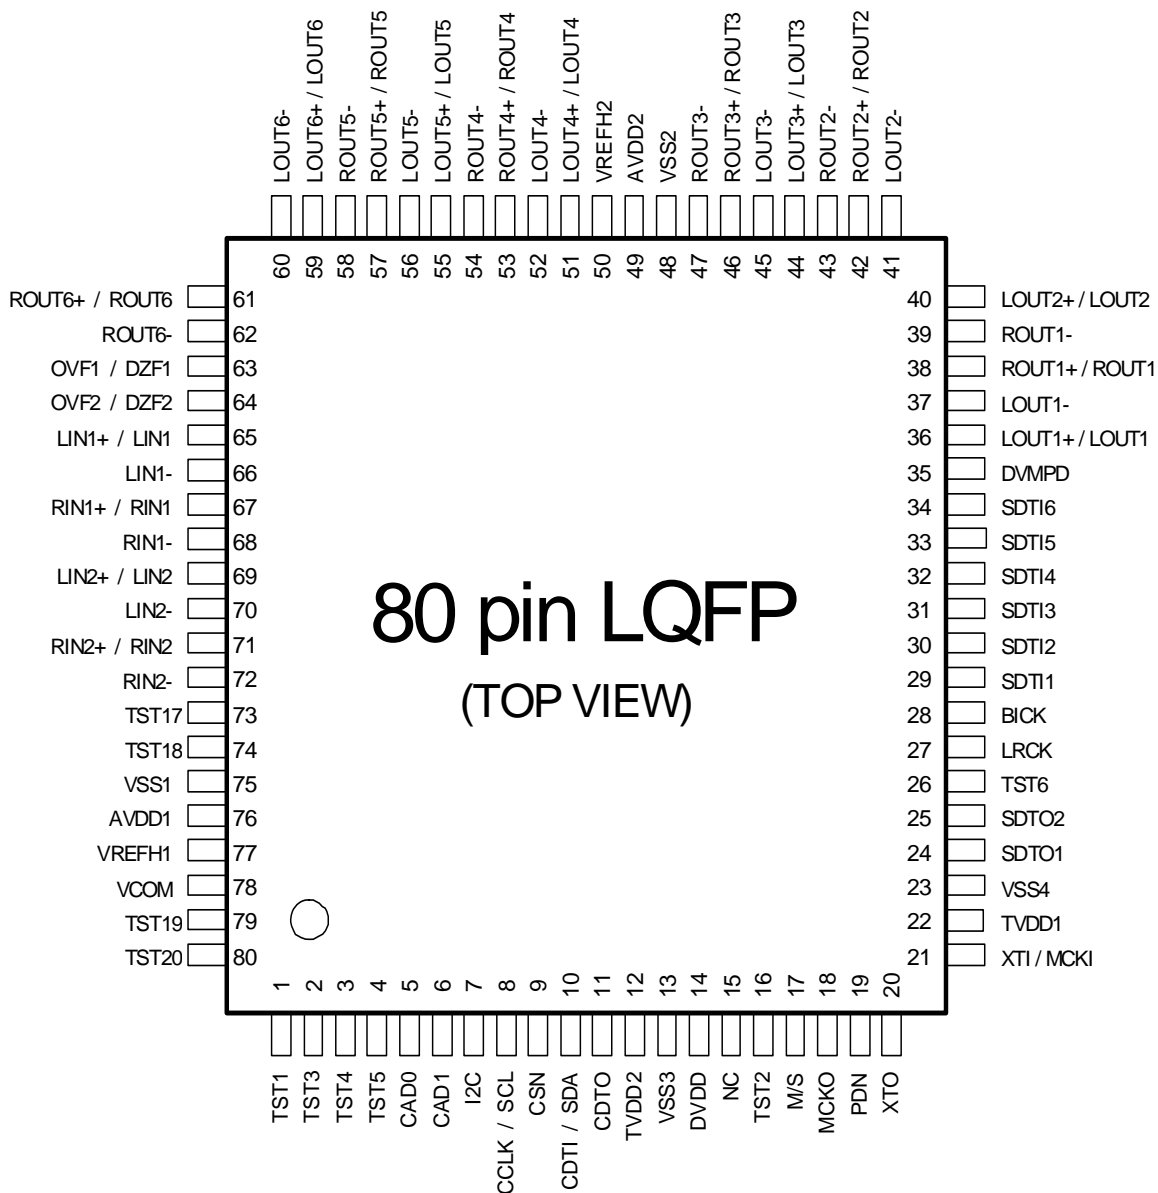 LOUT6-
LOUT6+ / LOUT6
ROUT5-
ROUT5+ / ROUT5
LOUT5-
LOUT5+ / LOUT5
ROUT4-
ROUT4+ / ROUT4
LOUT4-
LOUT4+ / LOUT4
VREFH2
AVDD2
VSS2
ROUT3-
ROUT3+ / ROUT3
LOUT3-
LOUT3+ / LOUT3
ROUT2-
ROUT2+ / ROUT2
LOUT2-
60 59 58 57 56 55 54 53 52 51 50 49 48 47 46 45 44 43 42 41
ROUT6+ / ROUT6 61
ROUT6- 62
OVF1 / DZF1 63
OVF2 / DZF2 64
LIN1+ / LIN1 65
LIN1- 66
RIN1+ / RIN1 67
RIN1- 68
LIN2+ / LIN2 69
LIN2- 70
RIN2+ / RIN2 71
RIN2- 72
TST17 73
TST18 74
VSS1 75
AVDD1 76
VREFH1 77
VCOM 78
TST19 79
TST20 80
80 pin LQFP
(TOP VIEW)
40 LOUT2+ / LOUT2
39 ROUT1-
38 ROUT1+ / ROUT1
37 LOUT1-
36 LOUT1+ / LOUT1
35 DVMPD
34 SDTI6
33 SDTI5
32 SDTI4
31 SDTI3
30 SDTI2
29 SDTI1
28 BICK
27 LRCK
26 TST6
25 SDTO2
24 SDTO1
23 VSS4
22 TVDD1
21 XTI / MCKI
1 2 3 4 5 6 7 8 9 10 11 12 13 14 15 16 17 18 19 20
TST1
TST3
TST4
TST5
CAD0
CAD1
I2C
CCLK / SCL
CSN
CDTI / SDA
CDTO
TVDD2
VSS3
DVDD
NC
TST2
M/S
MCKO
PDN
XTO